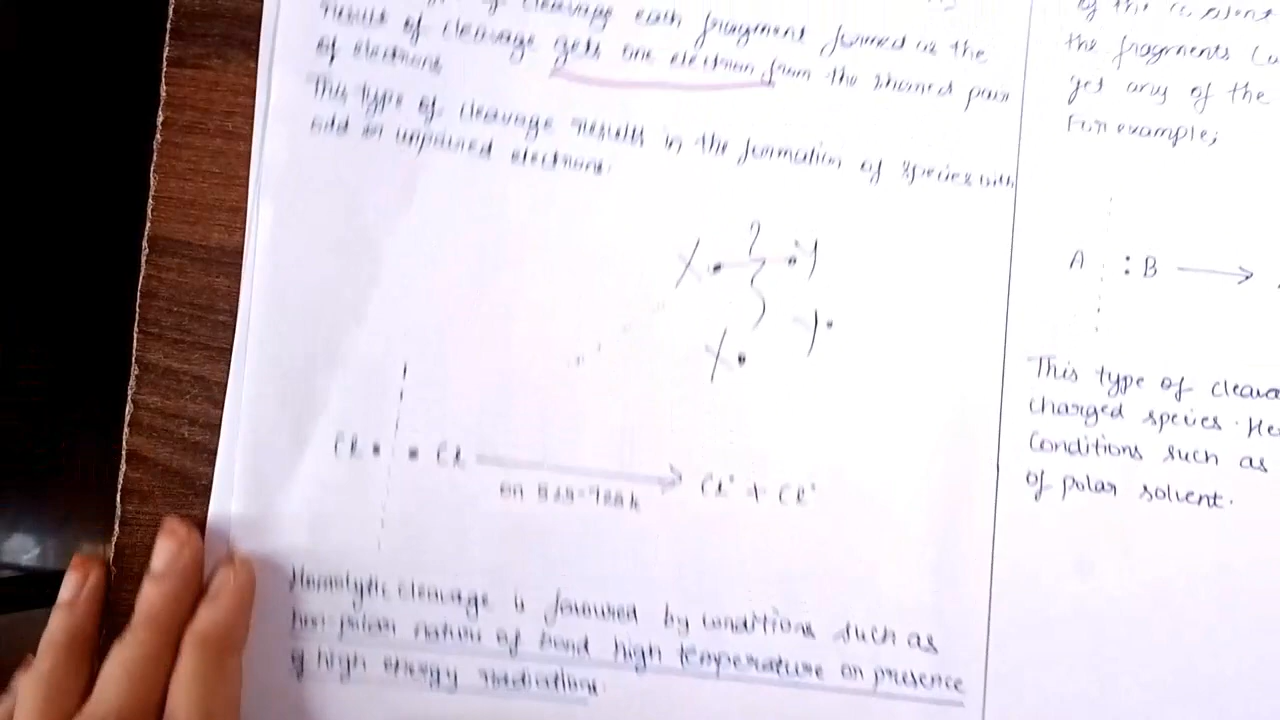 cleavage each fragment formed as the
result of cleavage gets one electron from the shared pair
of electrons
This type of cleavage results in the formation of species with
odd or unpaired electrons.
X • •Y
X• Y•
Cl • • Cl → Cl• + Cl•
Homolytic cleavage is favoured by conditions such as
non polar nature of bond high temperature or presence
of high energy radiations.
of the
the fragments
get any of the
For example;
A : B →
This type of
charged species.
Conditions such as
of polar solvent.